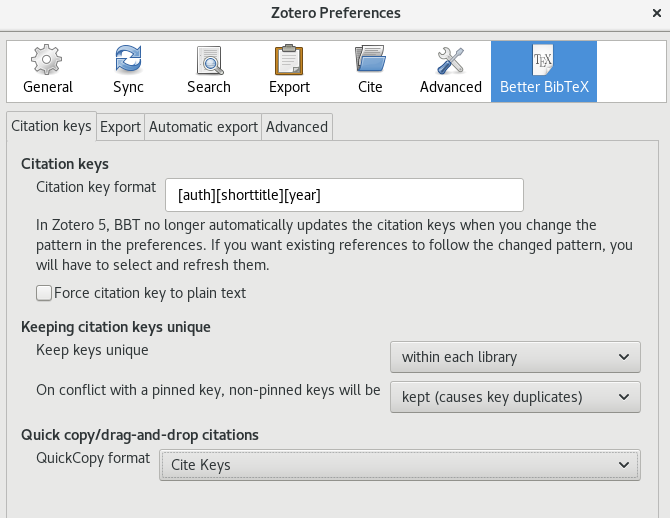 Zotero Preferences
General Sync Search Export Cite Advanced Better BibTeX
Citation keys Export Automatic export Advanced
Citation keys
Citation key format [auth][shorttitle][year]
In Zotero 5, BBT no longer automatically updates the citation keys when you change the
pattern in the preferences. If you want existing references to follow the changed pattern, you
will have to select and refresh them.
Force citation key to plain text
Keeping citation keys unique
Keep keys unique within each library
On conflict with a pinned key, non-pinned keys will be kept (causes key duplicates)
Quick copy/drag-and-drop citations
QuickCopy format Cite Keys